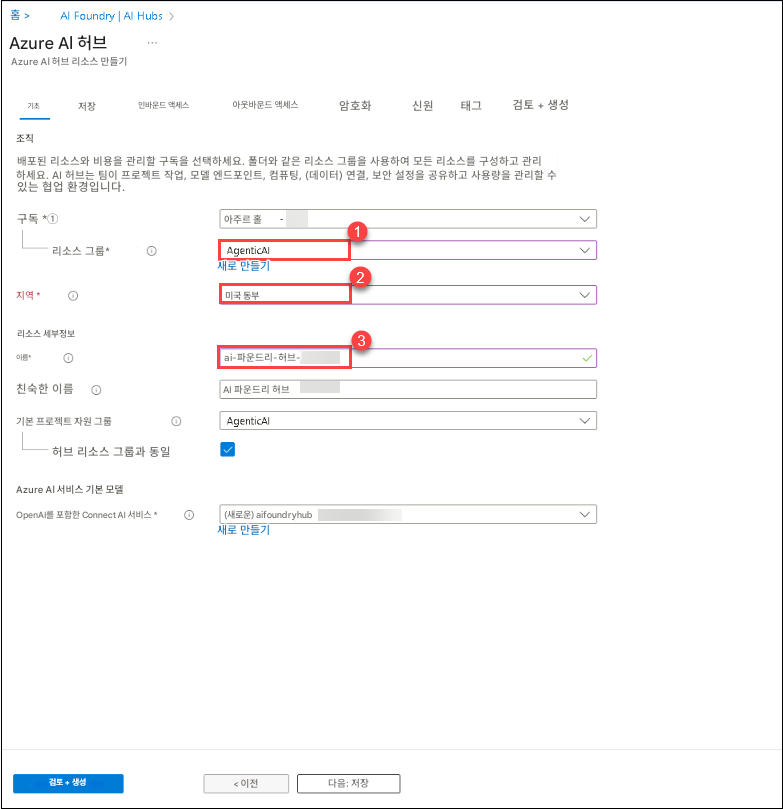 홈 > AI Foundry | AI Hubs >
Azure AI 허브 ...
Azure AI 허브 리소스 만들기
기초 저장 인바운드 액세스 아웃바운드 액세스 암호화 신원 태그 검토 + 생성
조직
배포된 리소스와 비용을 관리할 구독을 선택하세요. 폴더와 같은 리소스 그룹을 사용하여 모든 리소스를 구성하고 관리
하세요. AI 허브는 팀이 프로젝트 작업, 모델 엔드포인트, 컴퓨팅, (데이터) 연결, 보안 설정을 공유하고 사용량을 관리할 수
있는 협업 환경입니다.
구독 *① 아주르 홀 -
1
리소스 그룹* AgenticAI
새로 만들기
2
지역 * 미국 동부
리소스 세부정보
3
이름* ai-파운드리-허브-
친숙한 이름 AI 파운드리 허브
기본 프로젝트 자원 그룹 AgenticAI
허브 리소스 그룹과 동일
Azure AI 서비스 기본 모델
OpenAI를 포함한 Connect AI 서비스 * (새로운) aifoundryhub
새로 만들기
검토 + 생성 < 이전 다음: 저장